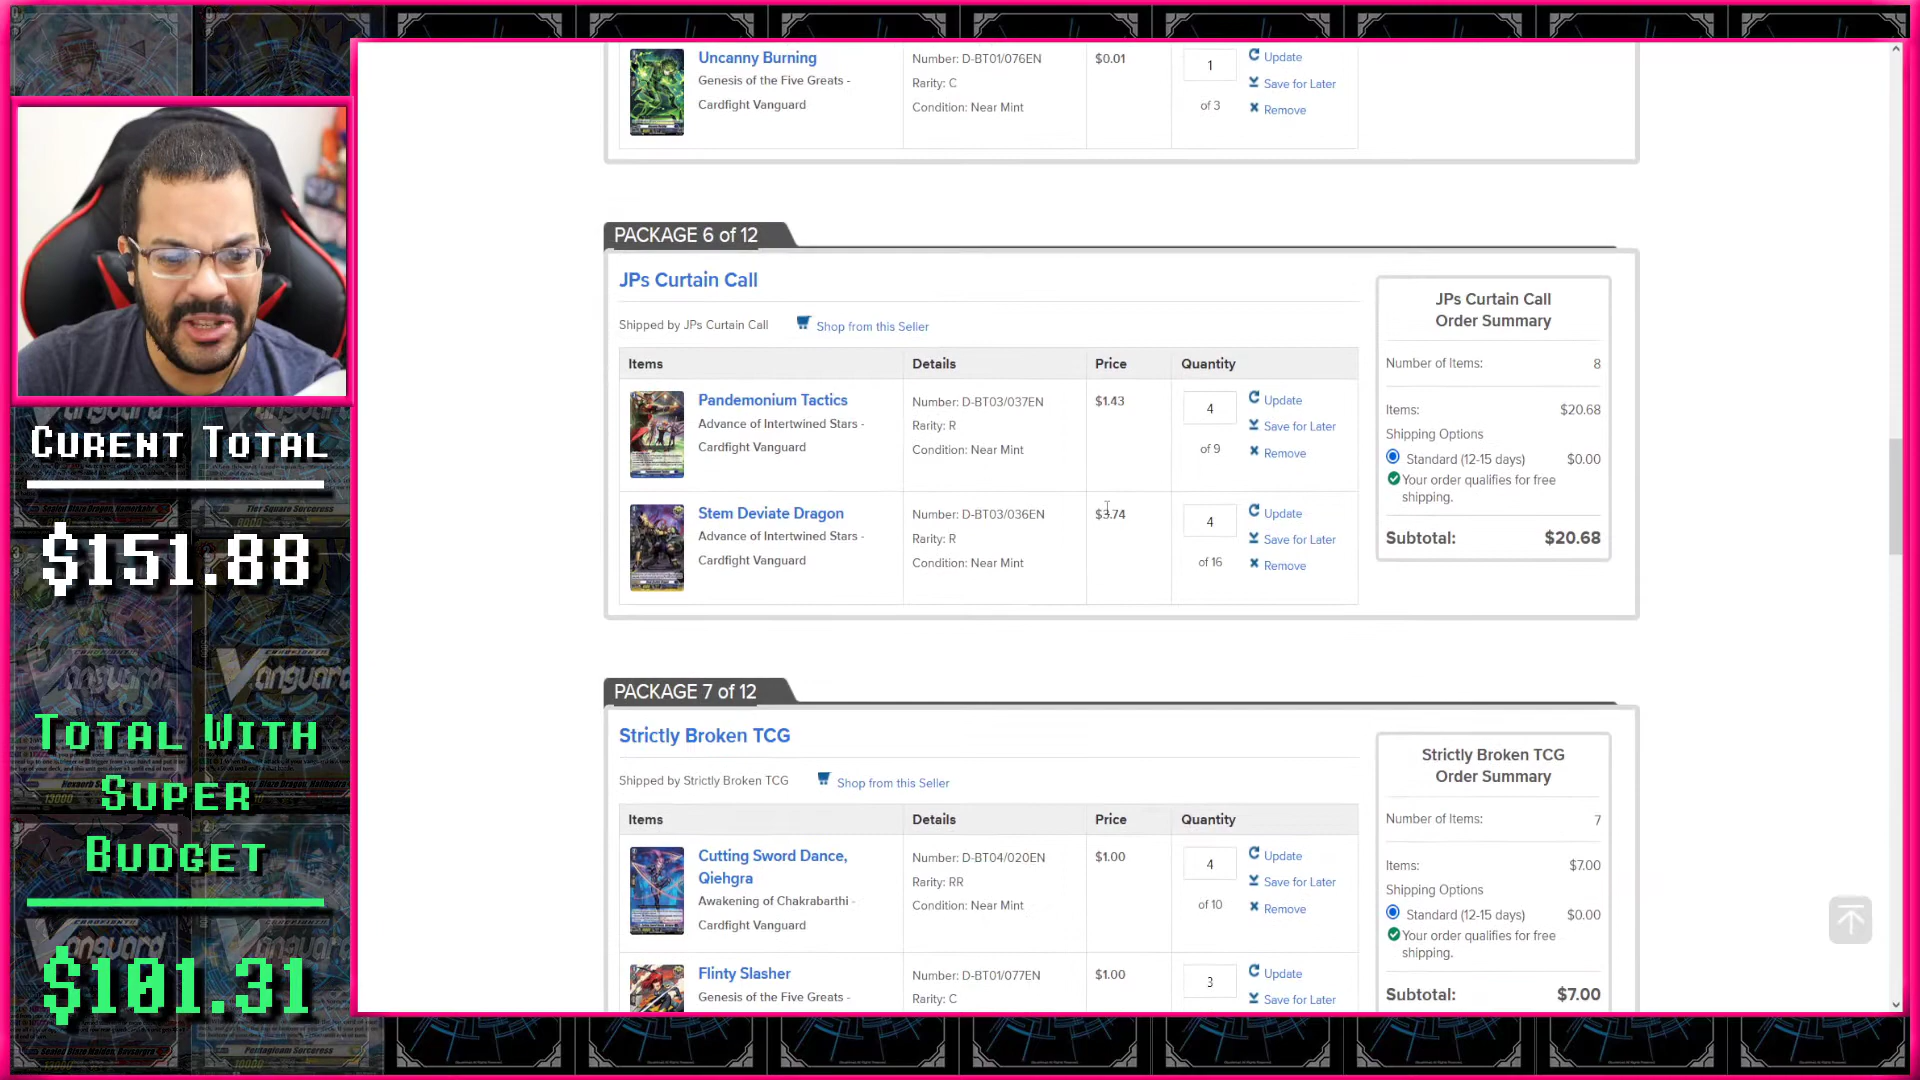 CURENT TOTAL
$151.88
TOTAL WITH
SUPER
BUDGET
$101.31
Uncanny Burning
Genesis of the Five Greats -
Cardfight Vanguard
Number: D-BT01/076EN
Rarity: C
Condition: Near Mint
$0.01
1
of 3
Update
Save for Later
Remove
PACKAGE 6 of 12
JPs Curtain Call
Shipped by JPs Curtain Call
Shop from this Seller
Items Details Price Quantity
Pandemonium Tactics
Advance of Intertwined Stars -
Cardfight Vanguard
Number: D-BT03/037EN
Rarity: R
Condition: Near Mint
$1.43
4
of 9
Update
Save for Later
Remove
Stem Deviate Dragon
Advance of Intertwined Stars -
Cardfight Vanguard
Number: D-BT03/036EN
Rarity: R
Condition: Near Mint
$3.74
4
of 16
Update
Save for Later
Remove
JPs Curtain Call
Order Summary
Number of Items: 8
Items: $20.68
Shipping Options
Standard (12-15 days) $0.00
Your order qualifies for free
shipping.
Subtotal: $20.68
PACKAGE 7 of 12
Strictly Broken TCG
Shipped by Strictly Broken TCG
Shop from this Seller
Items Details Price Quantity
Cutting Sword Dance,
Qiehgra
Awakening of Chakrabarthi -
Cardfight Vanguard
Number: D-BT04/020EN
Rarity: RR
Condition: Near Mint
$1.00
4
of 10
Update
Save for Later
Remove
Flinty Slasher
Genesis of the Five Greats -
Number: D-BT01/077EN
Rarity: C
$1.00
3
Update
Save for Later
Strictly Broken TCG
Order Summary
Number of Items: 7
Items: $7.00
Shipping Options
Standard (12-15 days) $0.00
Your order qualifies for free
shipping.
Subtotal: $7.00